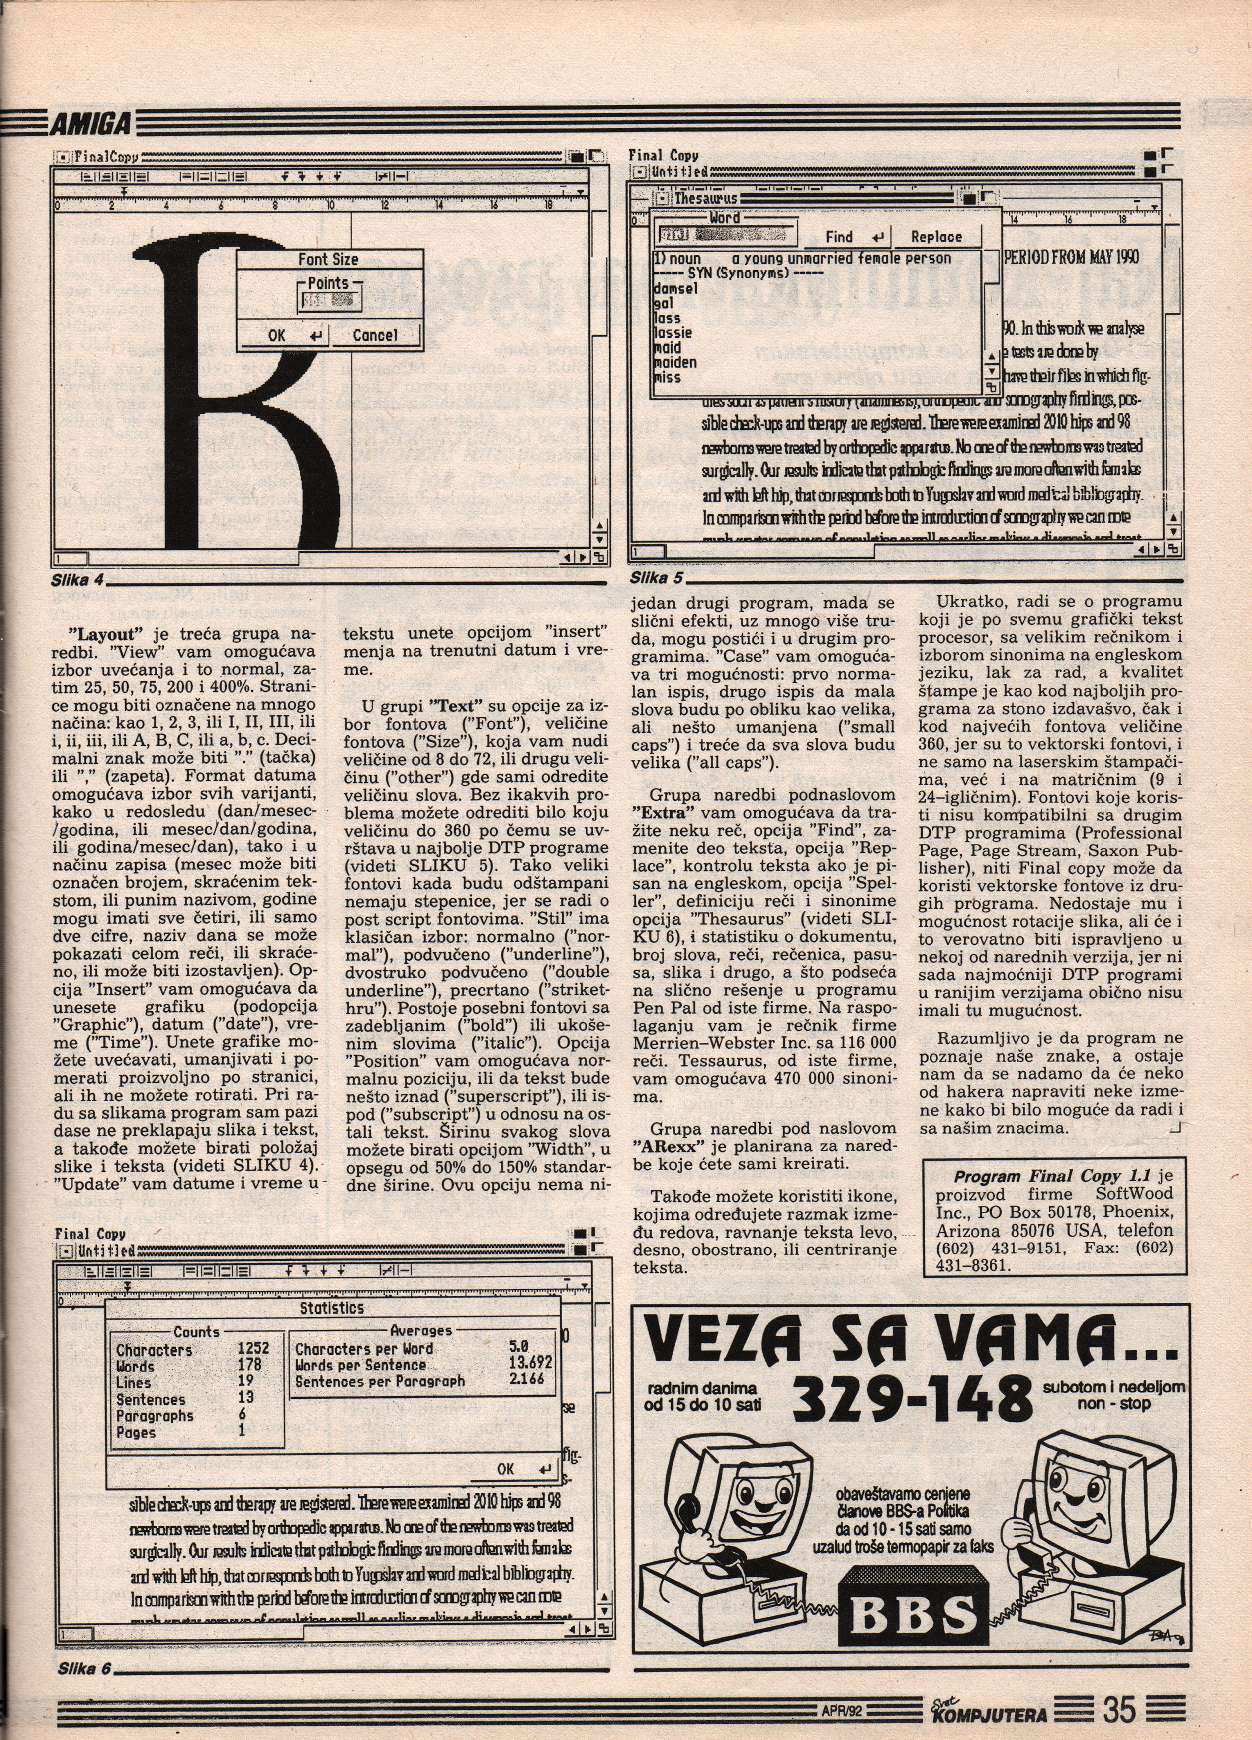 AMIGA
FinalCopy
0 2 4 6 8 10 12 14 16 18
Font Size
Points
OK Cancel
Slika 4
Final Copy
Untitled
Thesaurus
Word
Find Replace
14 16 18
1) noun a young unmarried female person
----- SYN (Synonyms) -----
damsel
gal
lass
lassie
maid
maiden
miss
PERIOD FROM MAY 1990
90. In this work we analyse
e tests are done by
have their files in which fig-
ures such as patient's history (anamnesis), orthopedic and sonography findings, pos-
sible check-ups and therapy are registered. There were examined 2010 hips and 98
newborns were treated by orthopedic apparatus. No one of the newborns was treated
surgically. Our results indicate that pathologic findings are more often with females
and with left hip, that corresponds both to Yugoslav and word medical bibliography.
In comparison with the period before the introduction of sonography we can note
Slika 5
"Layout" je treća grupa na-
redbi. "View" vam omogućava
izbor uvećanja i to normal, za-
tim 25, 50, 75, 200 i 400%. Strani-
ce mogu biti označene na mnogo
načina: kao 1, 2, 3, ili I, II, III, ili
i, ii, iii, ili A, B, C, ili a, b, c. Deci-
malni znak može biti "." (tačka)
ili "," (zapeta). Format datuma
omogućava izbor svih varijanti,
kako u redosledu (dan/mesec-
/godina, ili mesec/dan/godina,
ili godina/mesec/dan), tako i u
načinu zapisa (mesec može biti
označen brojem, skraćenim tek-
stom, ili punim nazivom, godine
mogu imati sve četiri, ili samo
dve cifre, naziv dana se može
pokazati celom reči, ili skraće-
no, ili može biti izostavljen). Op-
cija "Insert" vam omogućava da
unesete grafiku (podopcija
"Graphic"), datum ("date"), vre-
me ("Time"). Unete grafike mo-
žete uvećavati, umanjivati i po-
merati proizvoljno po stranici,
ali ih ne možete rotirati. Pri ra-
du sa slikama program sam pazi
dase ne preklapaju slika i tekst,
a takođe možete birati položaj
slike i teksta (videti SLIKU 4).
"Update" vam datume i vreme u
tekstu unete opcijom "insert"
menja na trenutni datum i vre-
me.
U grupi "Text" su opcije za iz-
bor fontova ("Font"), veličine
fontova ("Size"), koja vam nudi
veličine od 8 do 72, ili drugu veli-
činu ("other") gde sami odredite
veličinu slova. Bez ikakvih pro-
blema možete odrediti bilo koju
veličinu do 360 po čemu se uv-
rštava u najbolje DTP programe
(videti SLIKU 5). Tako veliki
fontovi kada budu odštampani
nemaju stepenice, jer se radi o
post script fontovima. "Stil" ima
klasičan izbor: normalno ("nor-
mal"), podvučeno ("underline"),
dvostruko podvučeno ("double
underline"), precrtano ("striket-
hru"). Postoje posebni fontovi sa
zadebljanim ("bold") ili ukoše-
nim slovima ("italic"). Opcija
"Position" vam omogućava nor-
malnu poziciju, ili da tekst bude
nešto iznad ("superscript"), ili is-
pod ("subscript") u odnosu na os-
tali tekst. Širinu svakog slova
možete birati opcijom "Width", u
opsegu od 50% do 150% standar-
dne širine. Ovu opciju nema ni-
jedan drugi program, mada se
slični efekti, uz mnogo više tru-
da, mogu postići i u drugim pro-
gramima. "Case" vam omoguća-
va tri mogućnosti: prvo norma-
lan ispis, drugo ispis da mala
slova budu po obliku kao velika,
ali nešto umanjena ("small
caps") i treće da sva slova budu
velika ("all caps").
Grupa naredbi podnaslovom
"Extra" vam omogućava da tra-
žite neku reč, opcija "Find", za-
menite deo teksta, opcija "Rep-
lace", kontrolu teksta ako je pi-
san na engleskom, opcija "Spel-
ler", definiciju reči i sinonime
opcija "Thesaurus" (videti SLI-
KU 6), i statistiku o dokumentu,
broj slova, reči, rečenica, pasu-
sa, slika i drugo, a što podseća
na slično rešenje u programu
Pen Pal od iste firme. Na raspo-
laganju vam je rečnik firme
Merrien–Webster Inc. sa 116 000
reči. Tessaurus, od iste firme,
vam omogućava 470 000 sinoni-
ma.
Grupa naredbi pod naslovom
"ARexx" je planirana za nared-
be koje ćete sami kreirati.
Takođe možete koristiti ikone,
kojima određujete razmak izme-
đu redova, ravnanje teksta levo,
desno, obostrano, ili centriranje
teksta.
Ukratko, radi se o programu
koji je po svemu grafički tekst
procesor, sa velikim rečnikom i
izborom sinonima na engleskom
jeziku, lak za rad, a kvalitet
štampe je kao kod najboljih pro-
grama za stono izdavašvo, čak i
kod najvećih fontova veličine
360, jer su to vektorski fontovi, i
ne samo na laserskim štampači-
ma, već i na matričnim (9 i
24–igličnim). Fontovi koje koris-
ti nisu kompatibilni sa drugim
DTP programima (Professional
Page, Page Stream, Saxon Pub-
lisher), niti Final copy može da
koristi vektorske fontove iz dru-
gih programa. Nedostaje mu i
mogućnost rotacije slika, ali će i
to verovatno biti ispravljeno u
nekoj od narednih verzija, jer ni
sada najmoćniji DTP programi
u ranijim verzijama obično nisu
imali tu mugućnost.
Razumljivo je da program ne
poznaje naše znake, a ostaje
nam da se nadamo da će neko
od hakera napraviti neke izme-
ne kako bi bilo moguće da radi i
sa našim znacima.
Program Final Copy 1.1 je
proizvod firme SoftWood
Inc., PO Box 50178, Phoenix,
Arizona 85076 USA, telefon
(602) 431–9151, Fax: (602)
431–8361.
Final Copy
Untitled
Statistics
Counts
Characters 1252
Words 178
Lines 19
Sentences 13
Paragraphs 6
Pages 1
Averages
Characters per Word 5.0
Words per Sentence 13.692
Sentences per Paragraph 2.166
OK
sible check-ups and therapy are registered. There were examined 2010 hips and 98
newborns were treated by orthopedic apparatus. No one of the newborns was treated
surgically. Our results indicate that pathologic findings are more often with females
and with left hip, that corresponds both to Yugoslav and word medical bibliography.
In comparison with the period before the introduction of sonography we can note
Slika 6
VEZA SA VAMA...
radnim danima
od 15 do 10 sati
329-148
subotom i nedeljom
non - stop
obaveštavamo cenjene
članove BBS-a Politika
da od 10 - 15 sati samo
uzalud troše termopapir za faks
BBS
APR/92
Svet
KOMPJUTERA
35